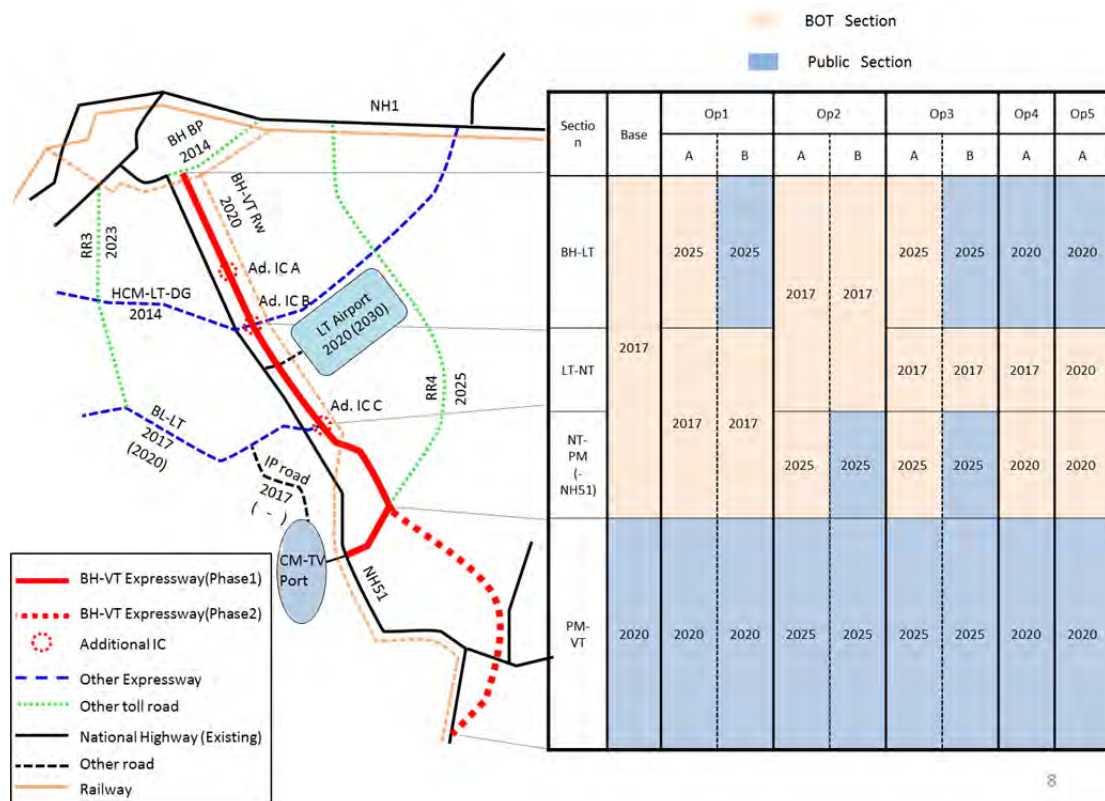 BOT Section
Public Section
NH1
BH BP
2014
BH-VT Rw
2020
RR3
2023
Ad. IC A
HCM-LT-DG
2014
Ad. IC B
LT Airport
2020 (2030)
RR4
2025
Ad. IC C
BL-LT
2017
(2020)
IP road
2017
( - )
CM-TV
Port
NH51
BH-VT Expressway(Phase1)
BH-VT Expressway(Phase2)
Additional IC
Other Expressway
Other toll road
National Highway (Existing)
Other road
Railway
Sectio
n
Base
Op1
Op2
Op3
Op4
Op5
A
B
A
B
A
B
A
A
BH-LT
2025
2025
2025
2025
2020
2020
2017
2017
2017
LT-NT
2017
2017
2017
2020
2017
2017
NT-
PM
(-
NH51)
2025
2025
2025
2025
2020
2020
PM-
VT
2020
2020
2020
2025
2025
2025
2025
2020
2020
8